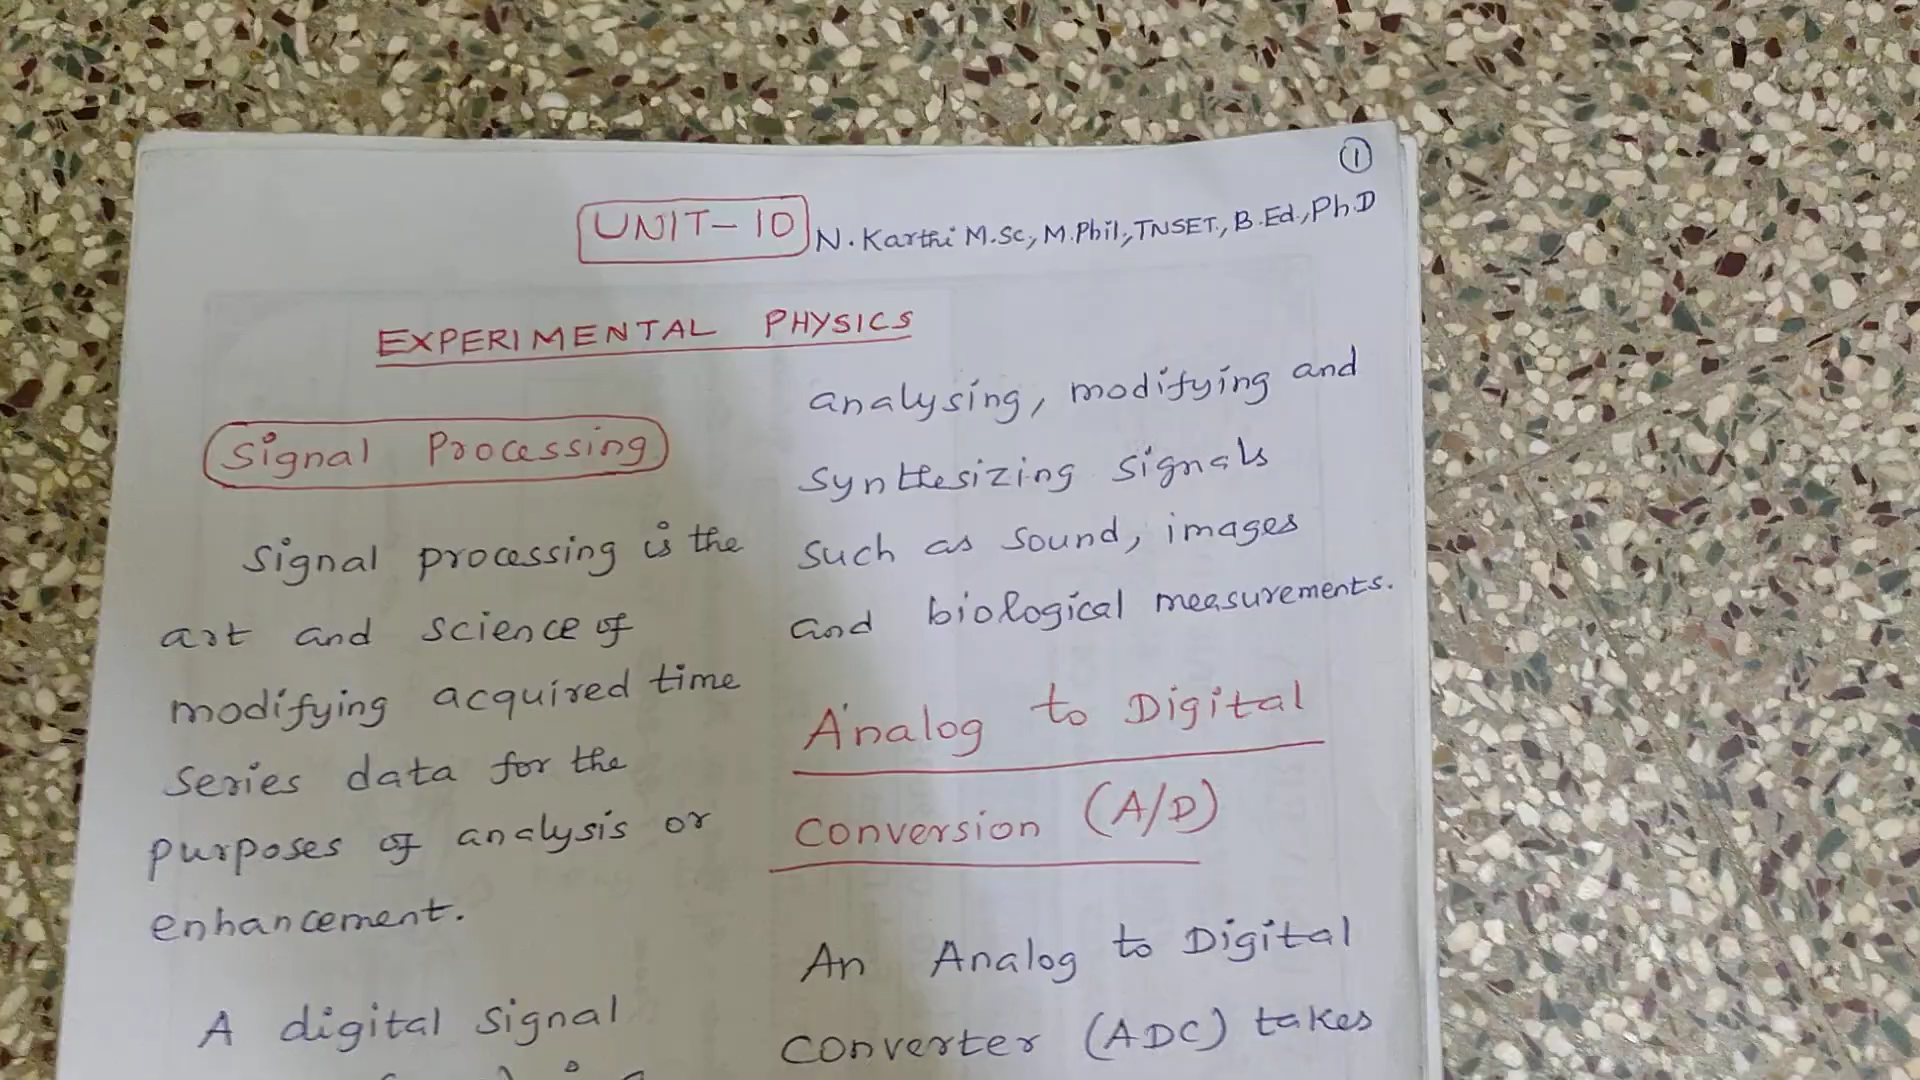 ①
UNIT-10 N. Karthi M.Sc, M.Phil, TNSET., B.Ed., Ph.D
EXPERIMENTAL PHYSICS
Signal Processing
Signal processing is the
art and science of
modifying acquired time
series data for the
purposes of analysis or
enhancement.
A digital signal
analysing, modifying and
synthesizing signals
such as sound, images
and biological measurements.
Analog to Digital
conversion (A/D)
An Analog to Digital
converter (ADC) takes